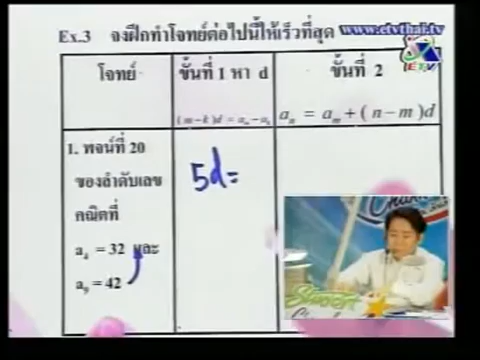 Ex.3 จงฝึกทำโจทย์ต่อไปนี้ให้เร็วที่สุด
www.etvthai.tv
ETV
โจทย์
ขั้นที่ 1 หา d
(m-k)d = aₘ-aₖ
ขั้นที่ 2
aₙ = aₘ+(n-m)d
1. พจน์ที่ 20
ของลำดับเลข
คณิตที่
a₄ = 32 และ
a₉ = 42
5d=
Student